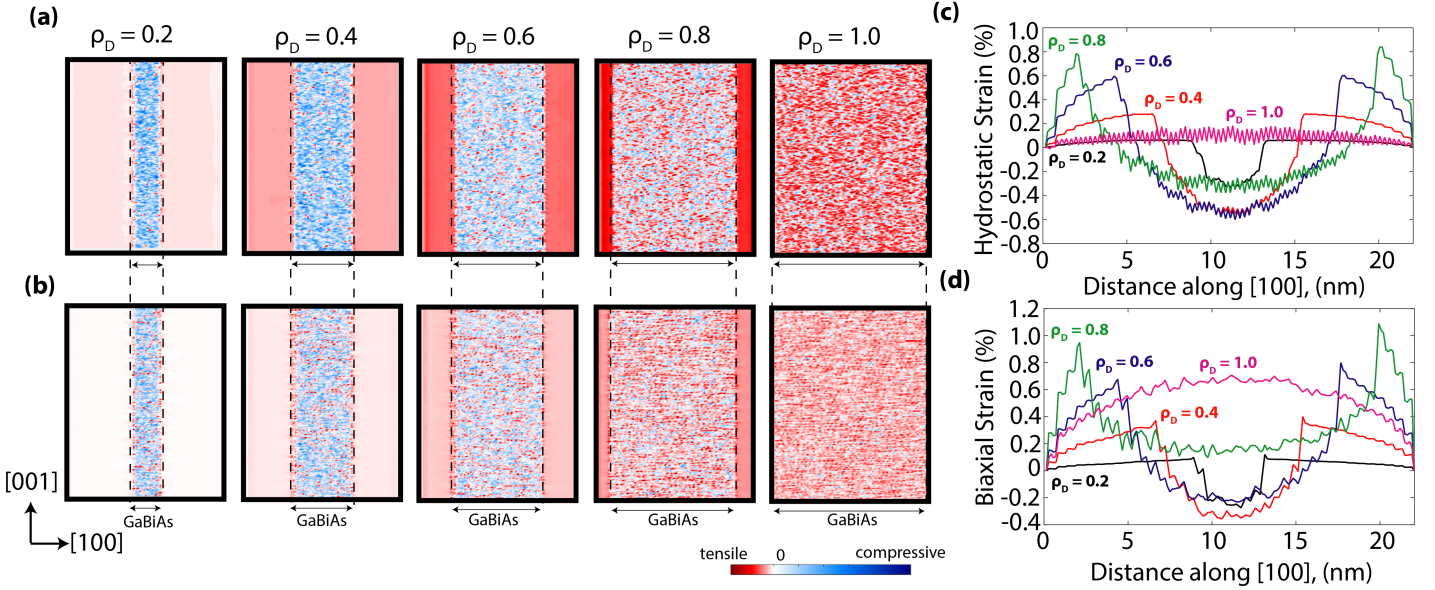 (a)
ρD = 0.2
ρD = 0.4
ρD = 0.6
ρD = 0.8
ρD = 1.0
(b)
[001]
[100]
GaBiAs
GaBiAs
GaBiAs
GaBiAs
GaBiAs
tensile 0 compressive
(c)
Hydrostatic Strain (%)
1.0
0.8
0.6
0.4
0.2
0
-0.2
-0.4
-0.6
-0.8
ρD = 0.8
ρD = 0.6
ρD = 0.4
ρD = 1.0
ρD = 0.2
0 5 10 15 20
Distance along [100], (nm)
(d)
Biaxial Strain (%)
1.2
1.0
0.8
0.6
0.4
0.2
0
-0.2
-0.4
ρD = 0.8
ρD = 0.6
ρD = 1.0
ρD = 0.4
ρD = 0.2
0 5 10 15 20
Distance along [100], (nm)